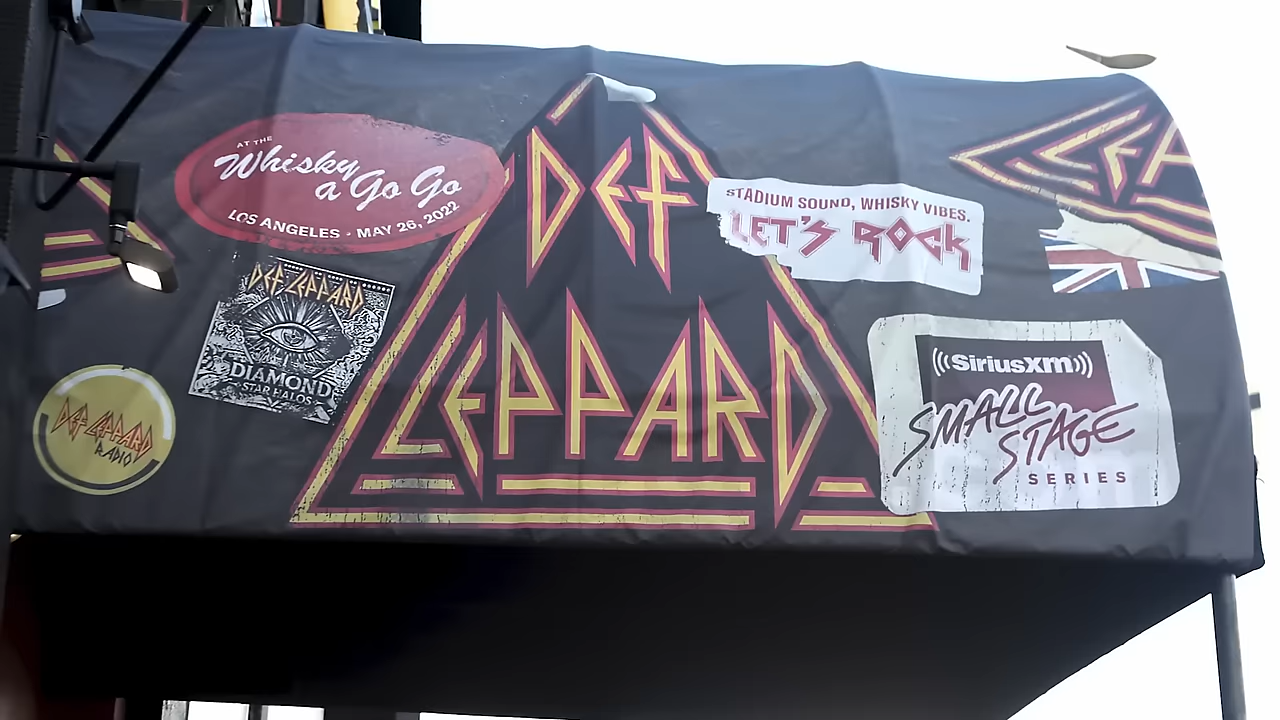 AT THE
Whisky
a Go Go
LOS ANGELES - MAY 26, 2022
DEF
LEPPARD
STADIUM SOUND, WHISKY VIBES.
LET'S ROCK
DEF LEPPARD
DIAMOND
STAR HALOS
DEF LEPPARD
RADIO
SiriusXM
SMALL
STAGE
SERIES